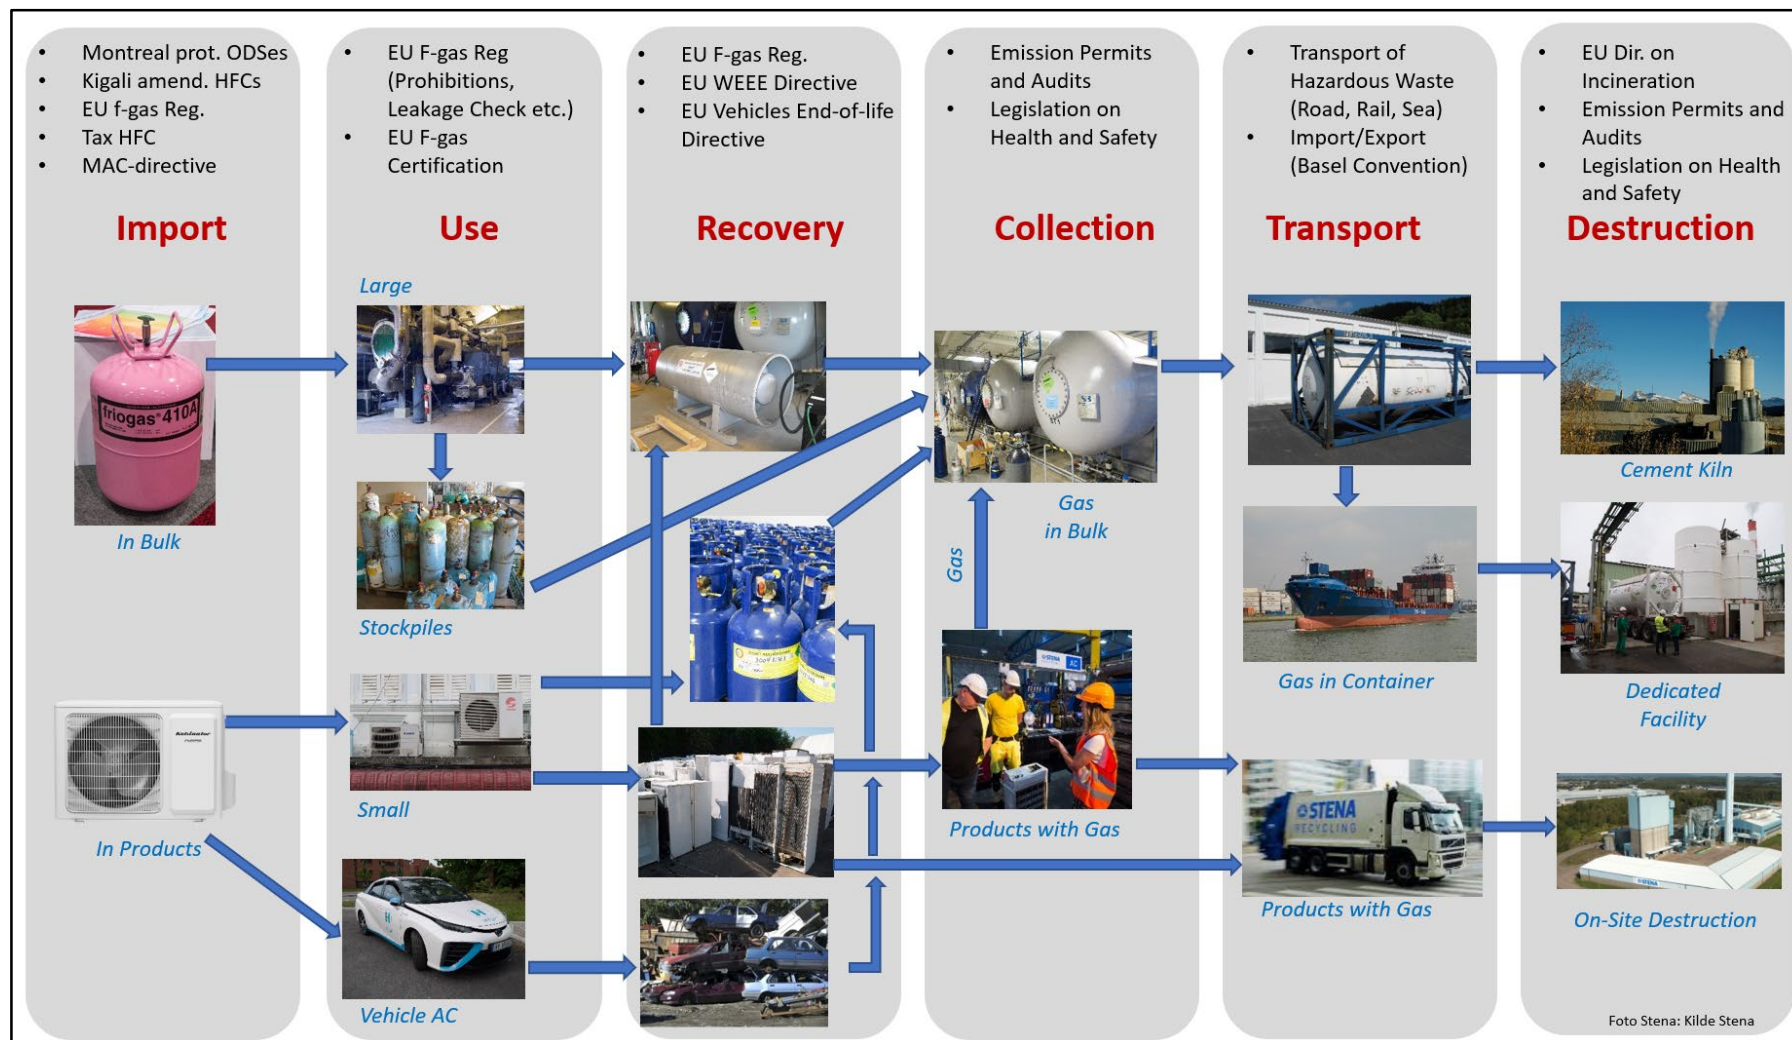 • Montreal prot. ODSes
• Kigali amend. HFCs
• EU f-gas Reg.
• Tax HFC
• MAC-directive
Import
In Bulk
In Products
• EU F-gas Reg
(Prohibitions,
Leakage Check etc.)
• EU F-gas
Certification
Use
Large
Stockpiles
Small
Vehicle AC
• EU F-gas Reg.
• EU WEEE Directive
• EU Vehicles End-of-life
Directive
Recovery
• Emission Permits
and Audits
• Legislation on
Health and Safety
Collection
Gas
in Bulk
Gas
Products with Gas
• Transport of
Hazardous Waste
(Road, Rail, Sea)
• Import/Export
(Basel Convention)
Transport
Gas in Container
Products with Gas
• EU Dir. on
Incineration
• Emission Permits and
Audits
• Legislation on Health
and Safety
Destruction
Cement Kiln
Dedicated
Facility
On-Site Destruction
friogas 410A
STENA
AC
STENA
RECYCLING
STENA
Foto Stena: Kilde Stena